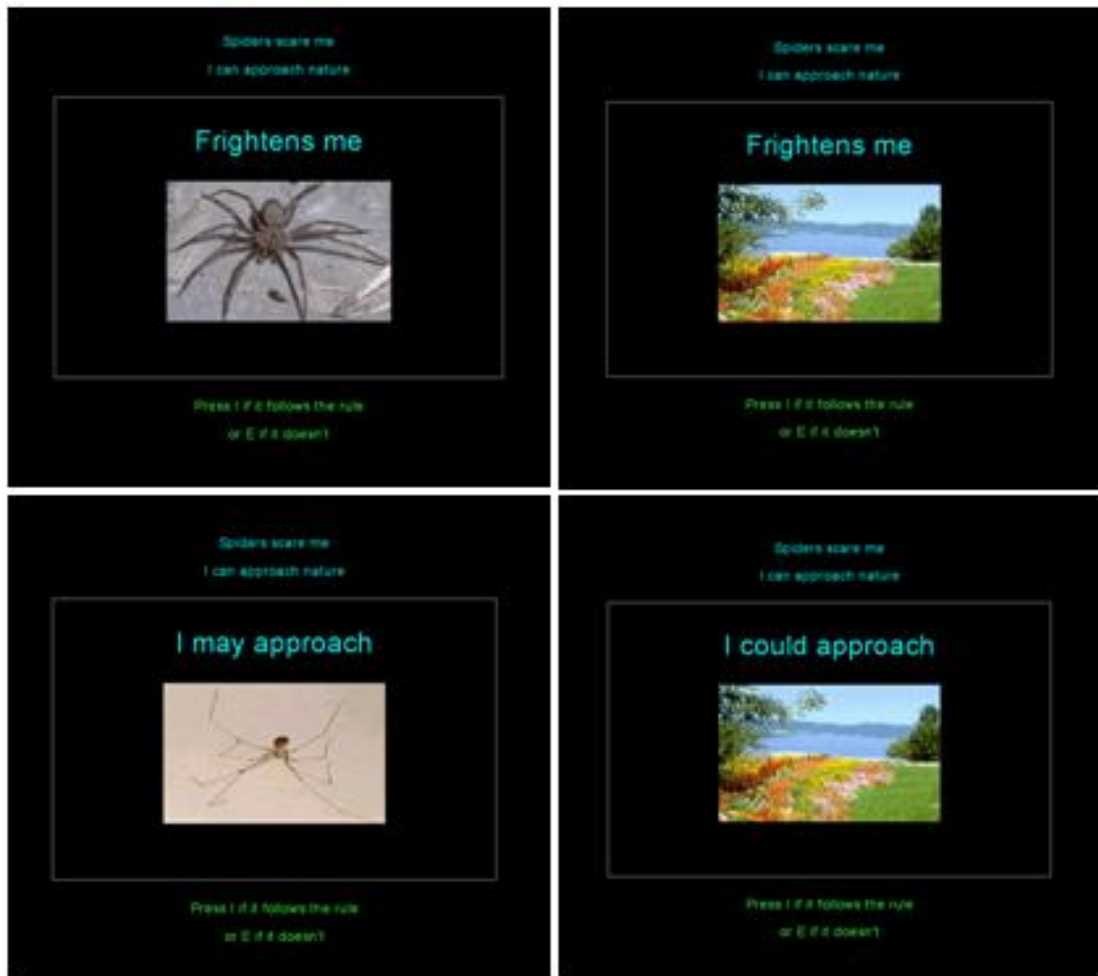 Spiders scare me
I can approach nature
Frightens me
Press I if it follows the rule
or E if it doesn't
Spiders scare me
I can approach nature
Frightens me
Press I if it follows the rule
or E if it doesn't
Spiders scare me
I can approach nature
I may approach
Press I if it follows the rule
or E if it doesn't
Spiders scare me
I can approach nature
I could approach
Press I if it follows the rule
or E if it doesn't